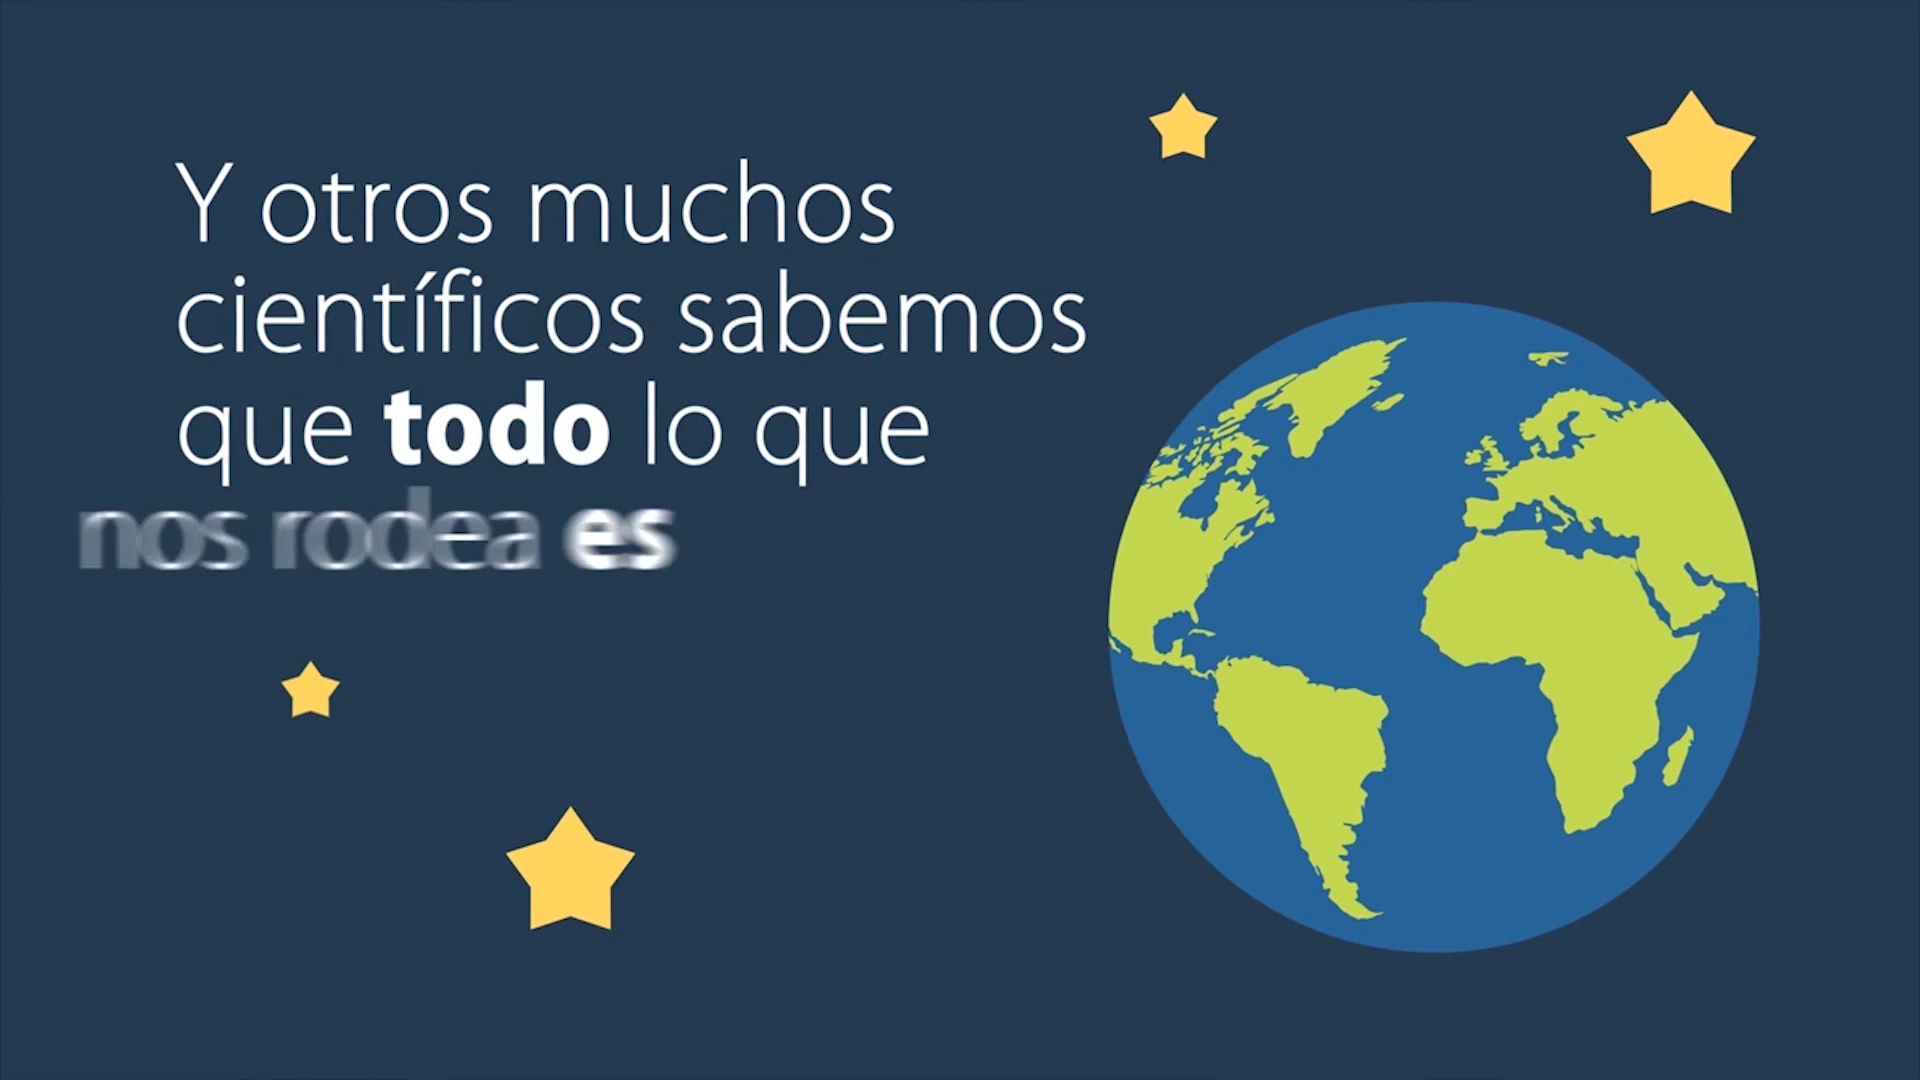 Y otros muchos
científicos sabemos
que todo lo que
nos rodea es